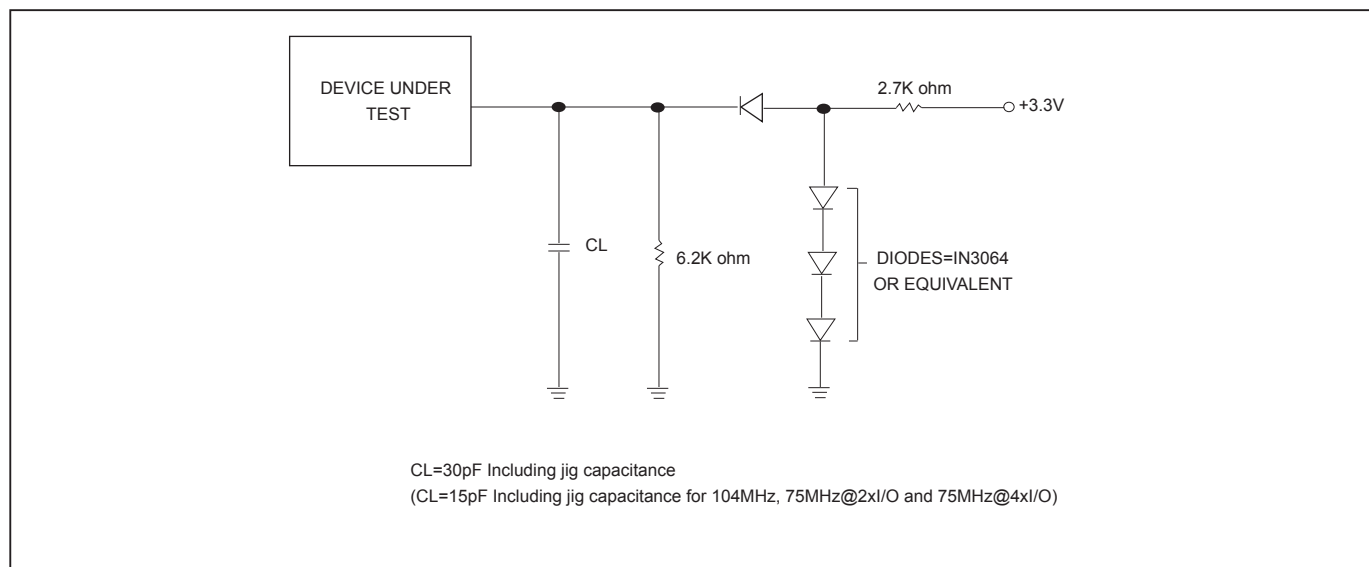 DEVICE UNDER
TEST
2.7K ohm
+3.3V
CL
6.2K ohm
DIODES=IN3064
OR EQUIVALENT
CL=30pF Including jig capacitance
(CL=15pF Including jig capacitance for 104MHz, 75MHz@2xI/O and 75MHz@4xI/O)